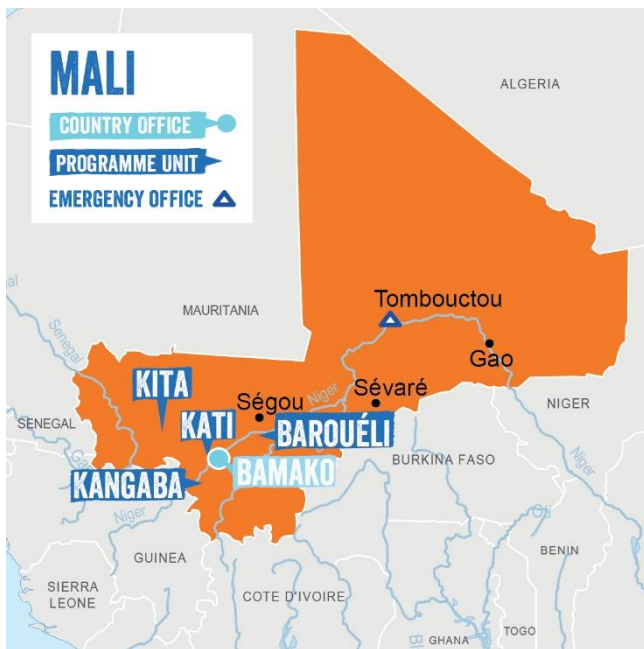 MALI
COUNTRY OFFICE
PROGRAMME UNIT
EMERGENCY OFFICE
ALGERIA
MAURITANIA
Tombouctou
Senegal
Gao
KITA
Ségou
Niger
Sévaré
NIGER
SENEGAL
KATI
BAROUÉLI
BURKINA FASO
BAMAKO
KANGABA
Niger
Niger
GUINEA
BENIN
SIERRA
LEONE
COTE D'IVOIRE
TOGO
GHANA